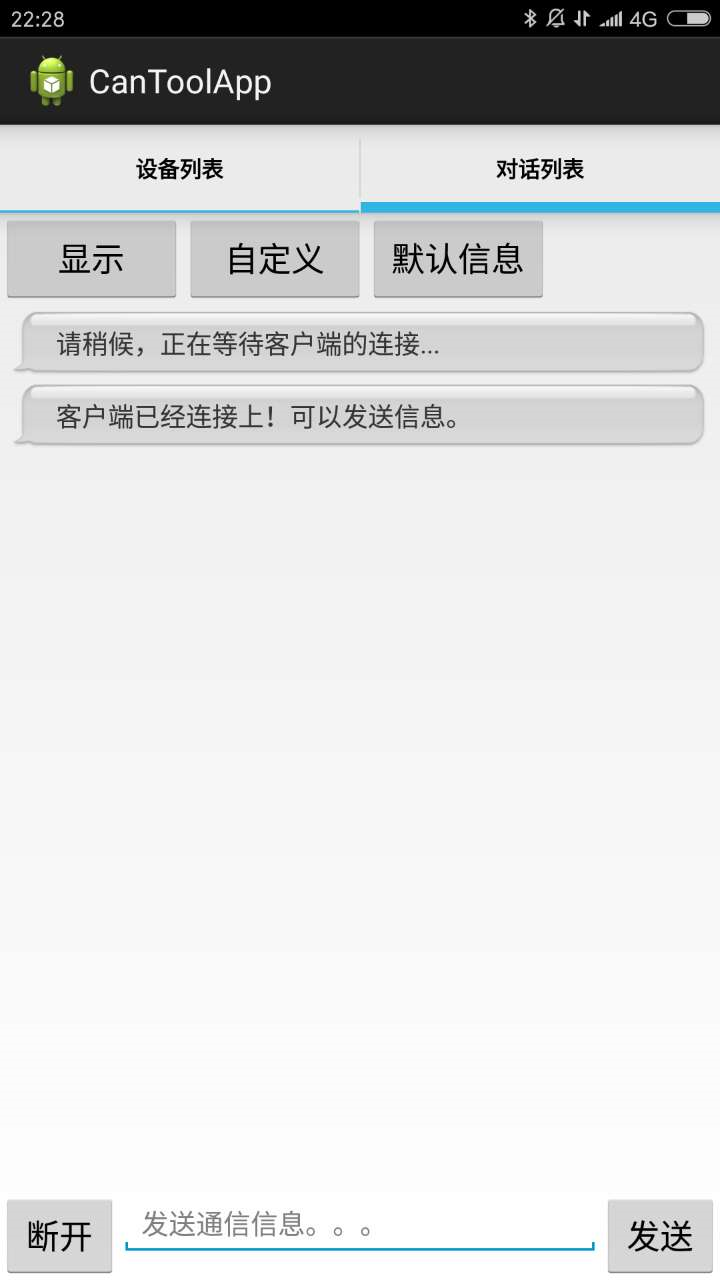 22:28 4G
CanToolApp
设备列表 对话列表
显示 自定义 默认信息
请稍候，正在等待客户端的连接...
客户端已经连接上！可以发送信息。
断开 发送通信信息。。。 发送